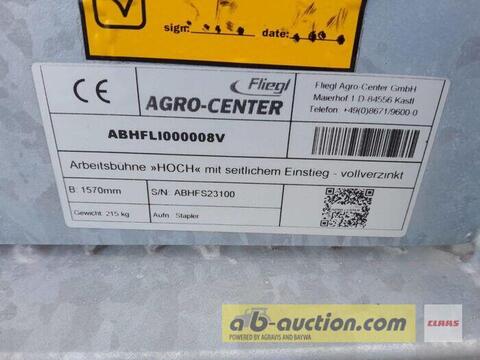 sign:
date:
CE
Fliegl
AGRO-CENTER
Fliegl Agro-Center GmbH
Maierhof 1 D-84556 Kastl
Telefon: +49(0)8671/9600-0
ABHFLI000008V
Arbeitsbühne »HOCH« mit seitlichem Einstieg - vollverzinkt
B: 1570mm
S/N: ABHFS23100
Gewicht: 215 kg
Aufn: Stapler
a b-auction.com
POWERED BY AGRAVIS AND BAYWA
CLAAS